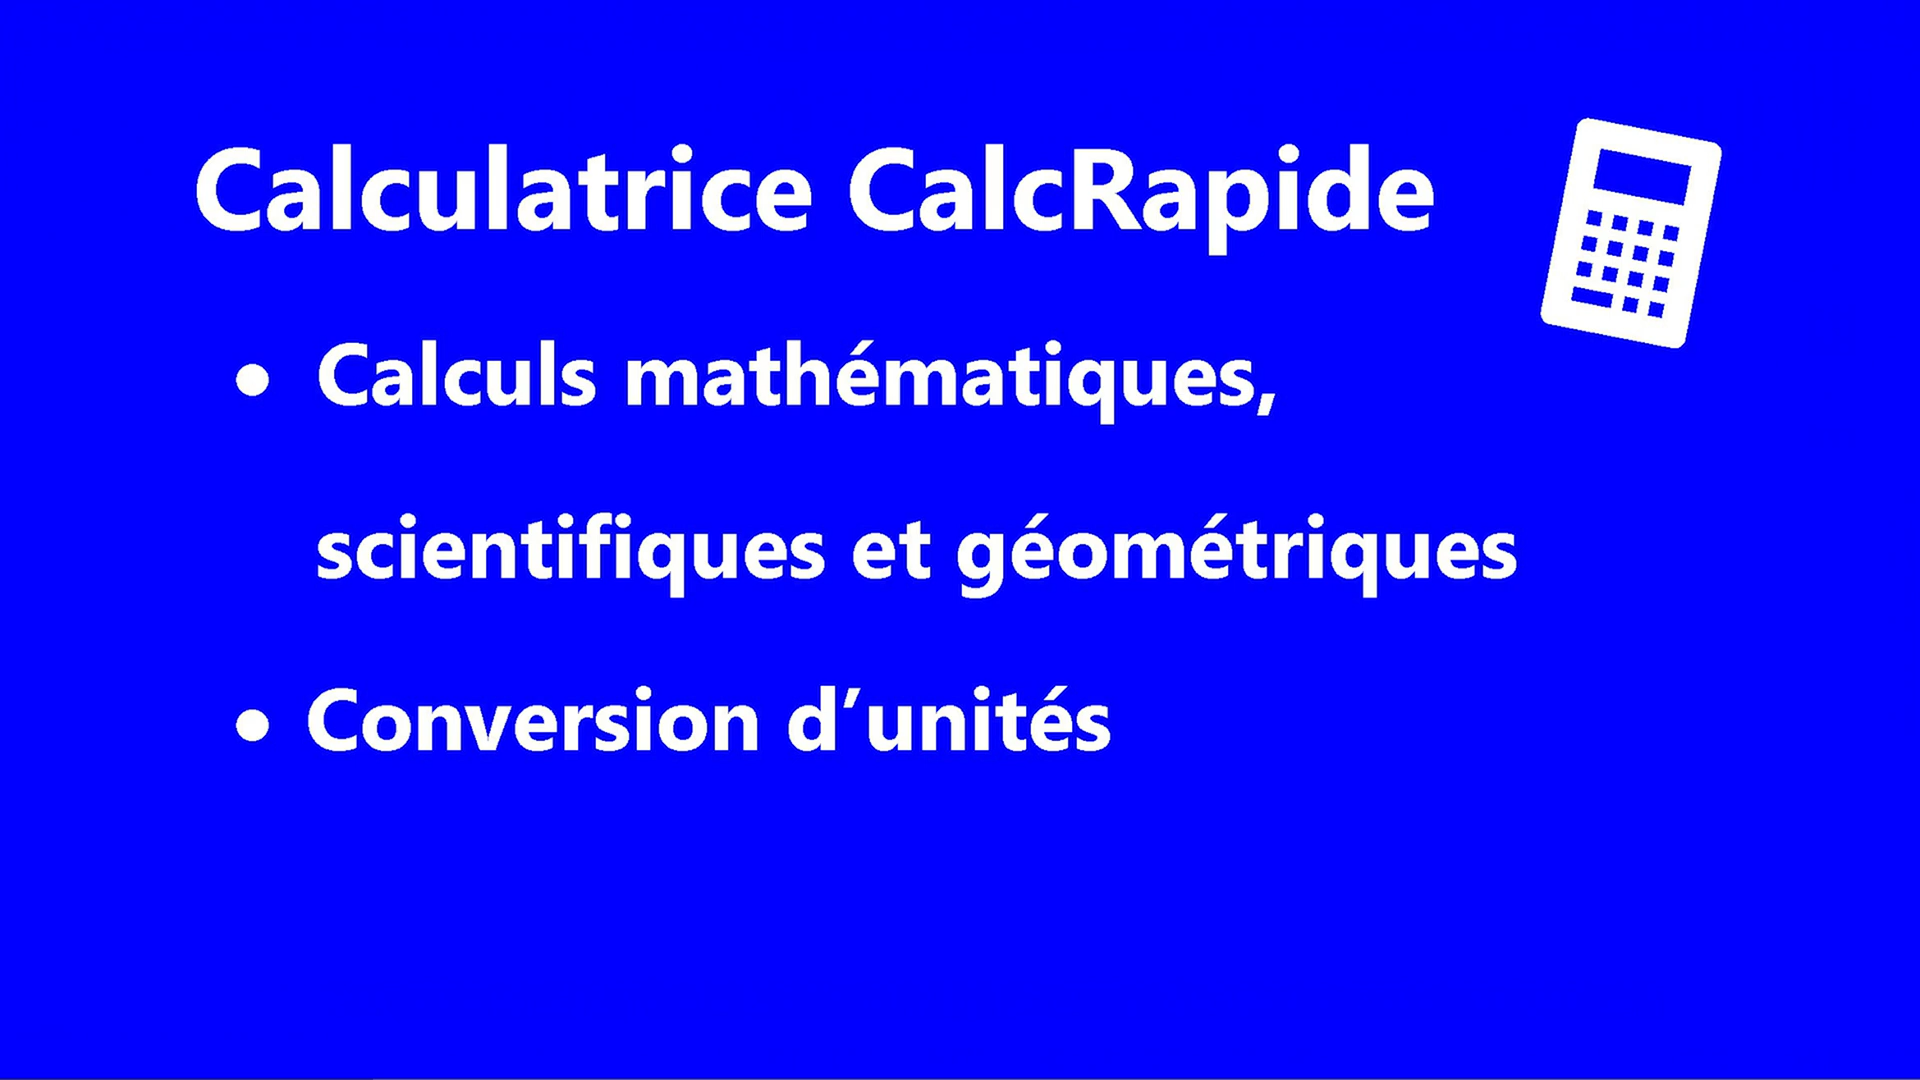 Calculatrice CalcRapide
• Calculs mathématiques,
scientifiques et géométriques
• Conversion d’unités